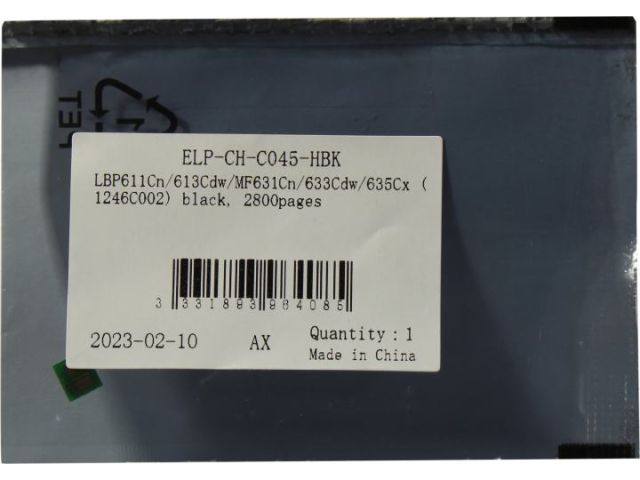 ELP-CH-C045-HBK
LBP611Cn/613Cdw/MF631Cn/633Cdw/635Cx (
1246C002) black, 2800pages
3 331893 964085
2023-02-10 AX Quantity : 1
Made in China